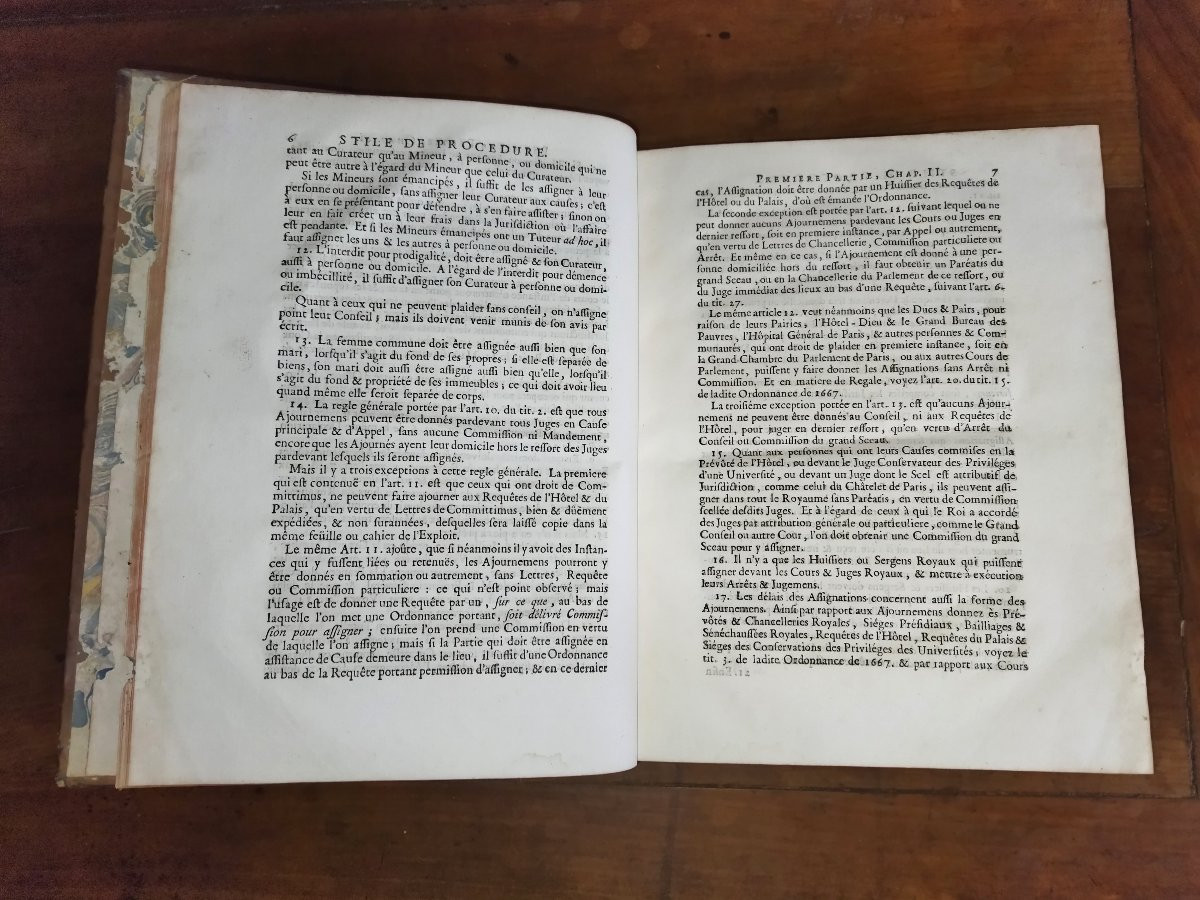 6 STILE DE PROCEDURE.
tant au Curateur qu'au Mineur, à personne, ou domicile qui ne
peut être autre à l'égard du Mineur que celui du Curateur.
Si les Mineurs sont émancipés, il suffit de les assigner à leur
personne ou domicile, sans assigner leur Curateur aux causes; c'est
à eux en se présentant pour défendre, à s'en faire assister; sinon on
leur en fait créer un à leur frais dans la Jurisdiction où l'affaire
est pendante. Et si les Mineurs émancipés ont un Tuteur ad hoc, il
faut assigner les uns & les autres à personne ou domicile.
12. L'interdit pour prodigalité, doit être assigné & son Curateur,
aussi à personne ou domicile. A l'égard de l'interdit pour démence
ou imbécillité, il suffit d'assigner son Curateur à personne ou domi-
cile.
Quant à ceux qui ne peuvent plaider sans conseil, on n'assigne
point leur Conseil; mais ils doivent venir munis de son avis par
écrit.
13. La femme commune doit être assignée aussi bien que son
mari, lorsqu'il s'agit du fond de ses propres; si elle est separée de
biens, son mari doit aussi être assigné aussi bien qu'elle, lorsqu'il
s'agit du fond & propriété de ses immeubles; ce qui doit avoir lieu
quand même elle seroit separée de corps.
14. La regle générale portée par l'art. 10. du tit. 2. est que tous
Ajournemens peuvent être donnés pardevant tous Juges en Cause
principale & d'Appel, sans aucune Commission ni Mandement,
encore que les Ajournés ayent leur domicile hors le ressort des Juges
pardevant lesquels ils seront assignés.
Mais il y a trois exceptions à cette regle générale. La premiere
qui est contenuë en l'art. 11. est que ceux qui ont droit de Com-
mittimus, ne peuvent faire ajourner aux Requêtes de l'Hôtel & du
Palais, qu'en vertu de Lettres de Committimus, bien & dûëment
expédiées, & non surannées, desquelles sera laissé copie dans la
même feuille ou cahier de l'Exploit.
Le même Art. 11. ajoûte, que si néanmoins il y avoit des Instan-
ces qui y fussent liées ou retenuës, les Ajournemens pourront y
être donnés en sommation ou autrement, sans Lettres, Requête
ou Commission particuliere : ce qui n'est point observé; mais
l'usage est de donner une Requête par un, sur ce que, au bas de
laquelle l'on met une Ordonnance portant, soit délivré Commis-
sion pour assigner; ensuite l'on prend une Commission en vertu
de laquelle l'on assigne; mais si la Partie qui doit être assignée en
assistance de Cause demeure dans le lieu, il suffit d'une Ordonnance
au bas de la Requête portant permission d'assigner; & en ce dernier
PREMIERE PARTIE, CHAP. II. 7
cas, l'Assignation doit être donnée par un Huissier des Requêtes de
l'Hôtel ou du Palais, d'où est émanée l'Ordonnance.
La seconde exception est portée par l'art. 12. suivant lequel on ne
peut donner aucuns Ajournemens pardevant les Cours ou Juges en
dernier ressort, soit en premiere instance, par Appel ou autrement,
qu'en vertu de Lettres de Chancellerie, Commission particuliere ou
Arrêt. Et même en ce cas, si l'Ajournement est donné à une per-
sonne domiciliée hors du ressort, il faut obtenir un Paréatis du
grand Sceau, ou en la Chancellerie du Parlement de ce ressort, ou
du Juge immédiat des lieux au bas d'une Requête, suivant l'art. 6.
du tit. 27.
Le même article 12. veut néanmoins que les Ducs & Pairs, pour
raison de leurs Pairies, l'Hôtel-Dieu & le Grand Bureau des
Pauvres, l'Hôpital Général de Paris, & autres personnes & Com-
munautés, qui ont droit de plaider en premiere instance, soit en
la Grand-Chambre du Parlement de Paris, ou aux autres Cours de
Parlement, puissent y faire donner les Assignations sans Arrêt ni
Commission. Et en matiere de Regale, voyez l'art. 20. du tit. 15.
de ladite Ordonnance de 1667.
La troisiéme exception portée en l'art. 13. est qu'aucuns Ajour-
nemens ne peuvent être donnés au Conseil, ni aux Requêtes de
l'Hôtel, pour juger en dernier ressort, qu'en vertu d'Arrêt du
Conseil ou Commission du grand Sceau.
15. Quant aux personnes qui ont leurs Causes commises en la
Prévôté de l'Hôtel, ou devant le Juge Conservateur des Priviléges
d'une Université, ou devant un Juge dont le Scel est attributif de
Jurisdiction, comme celui du Châtelet de Paris, ils peuvent assi-
gner dans tout le Royaume sans Paréatis, en vertu de Commission
scellée desdits Juges. Et à l'égard de ceux à qui le Roi a accordé
des Juges par attribution générale ou particuliere, comme le Grand
Conseil ou autre Cour, l'on doit obtenir une Commission du grand
Sceau pour y assigner.
16. Il n'y a que les Huissiers ou Sergens Royaux qui puissent
assigner devant les Cours & Juges Royaux, & mettre à exécution
leurs Arrêts & Jugemens.
17. Les délais des Assignations concernent aussi la forme des
Ajournemens. Ainsi par rapport aux Ajournemens donnez ès Pre-
vôtés & Chancelleries Royales, Siéges Présidiaux, Bailliages &
Sénéchaussées Royales, Requêtes de l'Hôtel, Requêtes du Palais &
Siéges des Conservations des Priviléges des Universités; voyez le
tit. 3. de ladite Ordonnance de 1667. & par rapport aux Cours